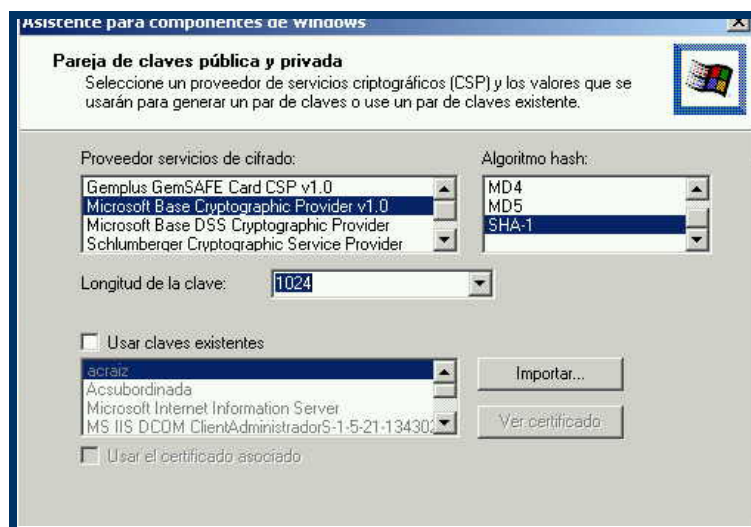 Asistente para componentes de Windows
Pareja de claves pública y privada
Seleccione un proveedor de servicios criptográficos (CSP) y los valores que se
usarán para generar un par de claves o use un par de claves existente.
Proveedor servicios de cifrado:
Gemplus GemSAFE Card CSP v1.0
Microsoft Base Cryptographic Provider v1.0
Microsoft Base DSS Cryptographic Provider
Schlumberger Cryptographic Service Provider
Algoritmo hash:
MD4
MD5
SHA-1
Longitud de la clave:
1024
Usar claves existentes
acraiz
Acsubordinada
Microsoft Internet Information Server
MS IIS DCOM ClientAdministradorS-1-5-21-134302
Importar...
Ver certificado
Usar el certificado asociado